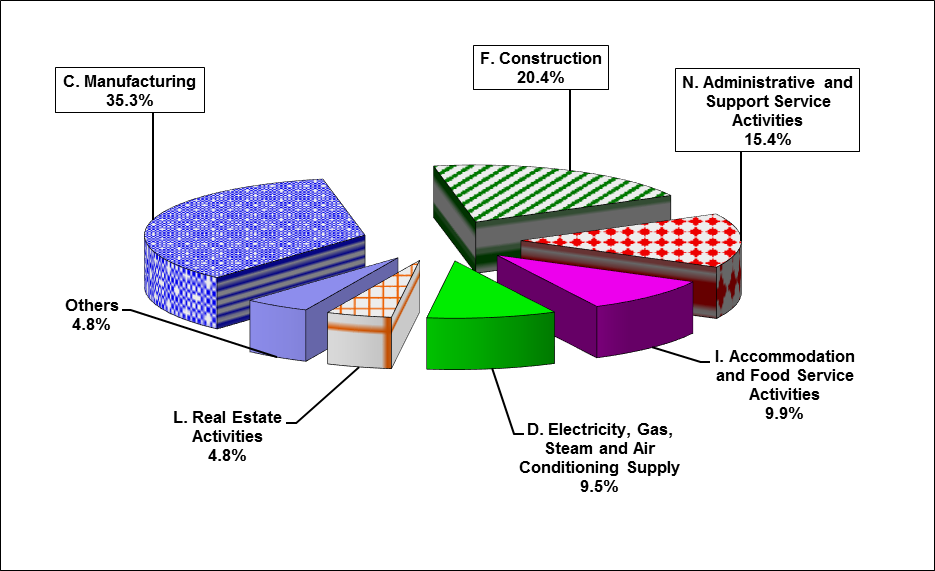 F. Construction
20.4%
C. Manufacturing
35.3%
N. Administrative and
Support Service
Activities
15.4%
Others
4.8%
I. Accommodation
and Food Service
Activities
9.9%
L. Real Estate
Activities
4.8%
D. Electricity, Gas,
Steam and Air
Conditioning Supply
9.5%